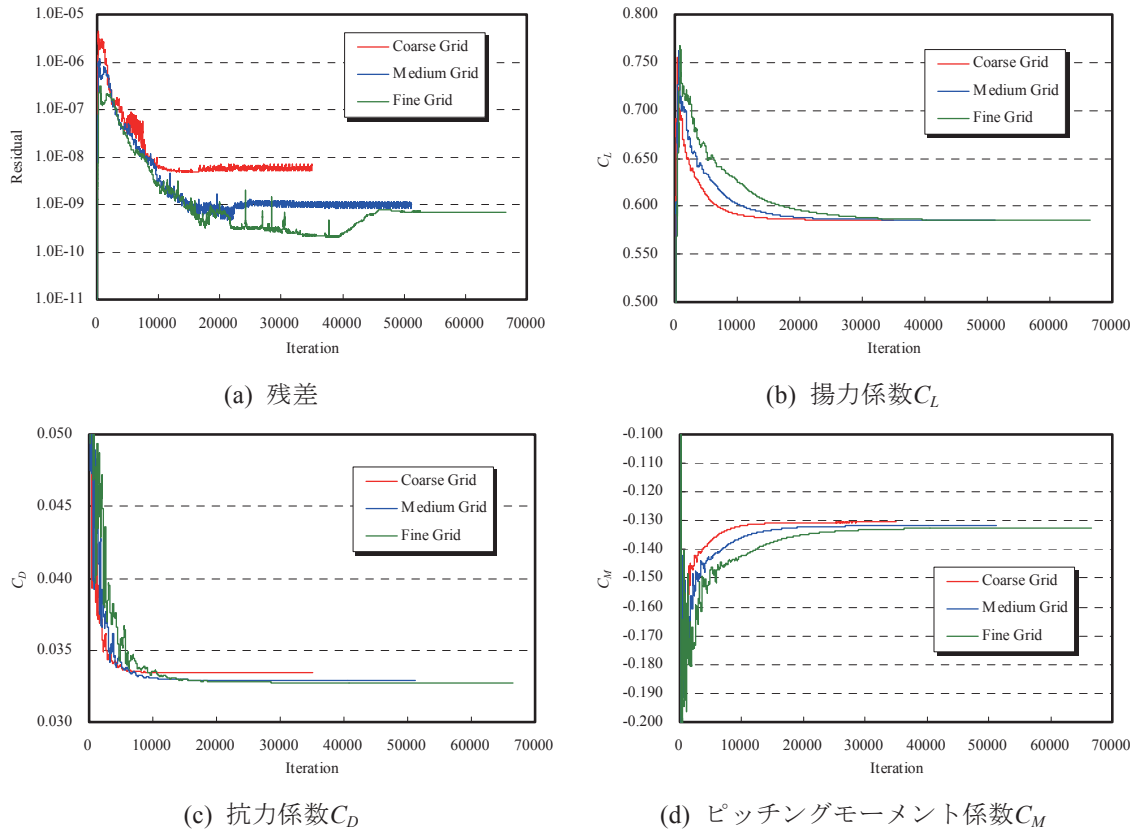 1.0E-05
1.0E-06
1.0E-07
1.0E-08
1.0E-09
1.0E-10
1.0E-11
Residual
Coarse Grid
Medium Grid
Fine Grid
0 10000 20000 30000 40000 50000 60000 70000
Iteration
(a) 残差
0.800
0.750
0.700
0.650
0.600
0.550
0.500
C_L
Coarse Grid
Medium Grid
Fine Grid
0 10000 20000 30000 40000 50000 60000 70000
Iteration
(b) 揚力係数C_L
0.050
0.045
0.040
0.035
0.030
C_D
Coarse Grid
Medium Grid
Fine Grid
0 10000 20000 30000 40000 50000 60000 70000
Iteration
(c) 抗力係数C_D
-0.100
-0.110
-0.120
-0.130
-0.140
-0.150
-0.160
-0.170
-0.180
-0.190
-0.200
C_M
Coarse Grid
Medium Grid
Fine Grid
0 10000 20000 30000 40000 50000 60000 70000
Iteration
(d) ピッチングモーメント係数C_M